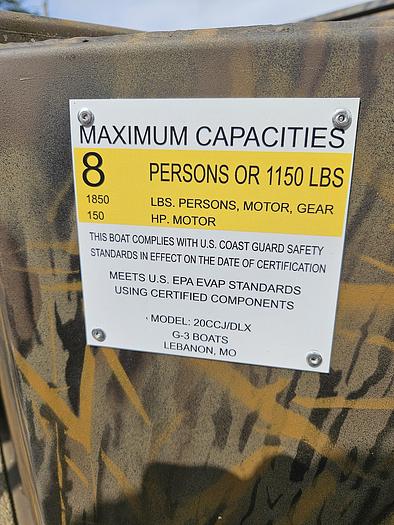 MAXIMUM CAPACITIES
8 PERSONS OR 1150 LBS
1850 LBS. PERSONS, MOTOR, GEAR
150 HP. MOTOR
THIS BOAT COMPLIES WITH U.S. COAST GUARD SAFETY
STANDARDS IN EFFECT ON THE DATE OF CERTIFICATION
MEETS U.S. EPA EVAP STANDARDS
USING CERTIFIED COMPONENTS
MODEL: 20CCJ/DLX
G-3 BOATS
LEBANON, MO